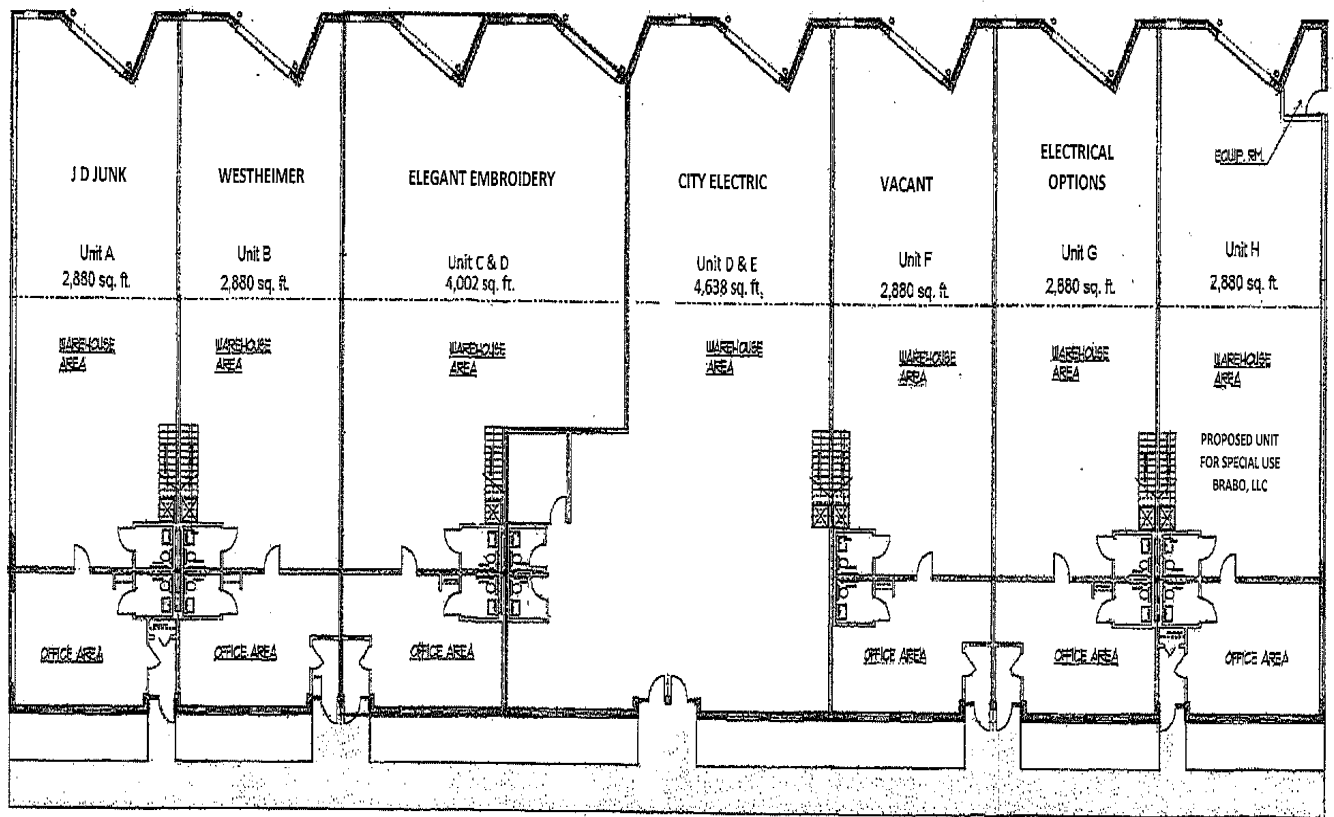 J D JUNK
Unit A
2,880 sq. ft.
WAREHOUSE
AREA
OFFICE AREA
WESTHEIMER
Unit B
2,880 sq. ft.
WAREHOUSE
AREA
OFFICE AREA
ELEGANT EMBROIDERY
Unit C & D
4,002 sq. ft.
WAREHOUSE
AREA
OFFICE AREA
CITY ELECTRIC
Unit D & E
4,638 sq. ft.
WAREHOUSE
AREA
VACANT
Unit F
2,880 sq. ft.
WAREHOUSE
AREA
OFFICE AREA
ELECTRICAL
OPTIONS
Unit G
2,880 sq. ft.
WAREHOUSE
AREA
OFFICE AREA
EQUIP. RM.
Unit H
2,880 sq. ft.
WAREHOUSE
AREA
PROPOSED UNIT
FOR SPECIAL USE
BRABO, LLC
OFFICE AREA